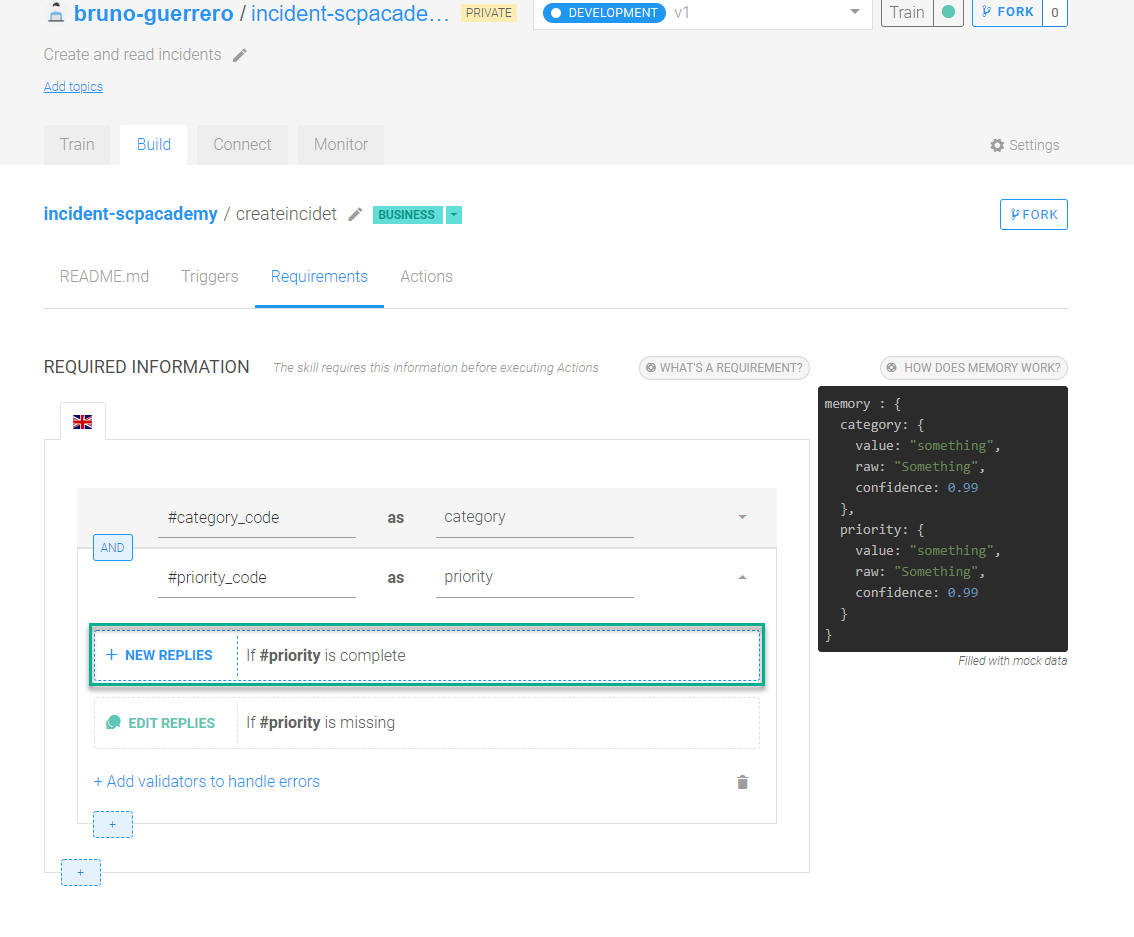 bruno-guerrero / incident-scpacade... PRIVATE DEVELOPMENT v1 Train FORK 0
Create and read incidents
Add topics
Train Build Connect Monitor Settings
incident-scpacademy / createincidet BUSINESS FORK
README.md Triggers Requirements Actions
REQUIRED INFORMATION The skill requires this information before executing Actions WHAT'S A REQUIREMENT? HOW DOES MEMORY WORK?
#category_code as category
AND
#priority_code as priority
+ NEW REPLIES If #priority is complete
EDIT REPLIES If #priority is missing
+ Add validators to handle errors
+
+
memory : {
category: {
value: "something",
raw: "Something",
confidence: 0.99
},
priority: {
value: "something",
raw: "Something",
confidence: 0.99
}
}
Filled with mock data